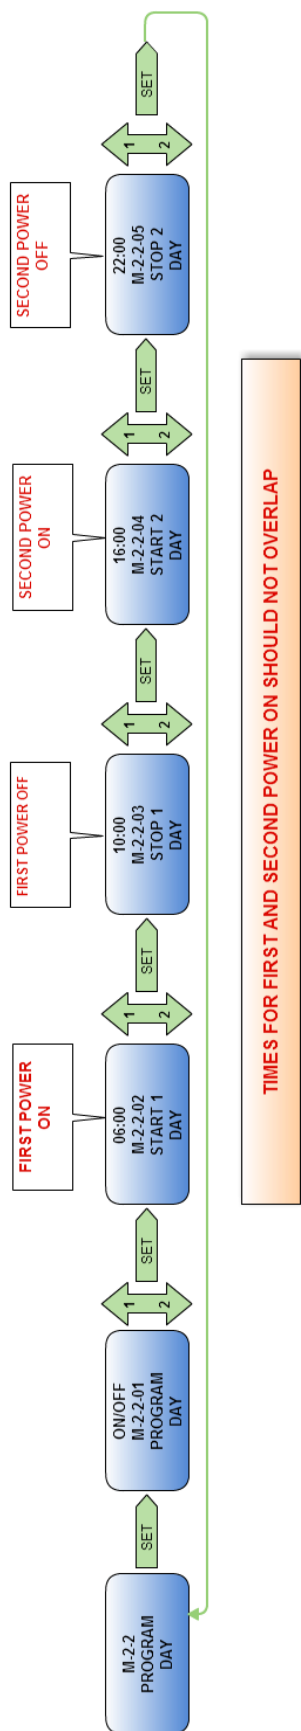 M-2-2
PROGRAM
DAY
SET
ON/OFF
M-2-2-01
PROGRAM
DAY
1
2
SET
FIRST POWER
ON
06:00
M-2-2-02
START 1
DAY
1
2
SET
FIRST POWER OFF
10:00
M-2-2-03
STOP 1
DAY
1
2
SET
SECOND POWER
ON
16:00
M-2-2-04
START 2
DAY
1
2
SET
SECOND POWER
OFF
22:00
M-2-2-05
STOP 2
DAY
1
2
SET
TIMES FOR FIRST AND SECOND POWER ON SHOULD NOT OVERLAP